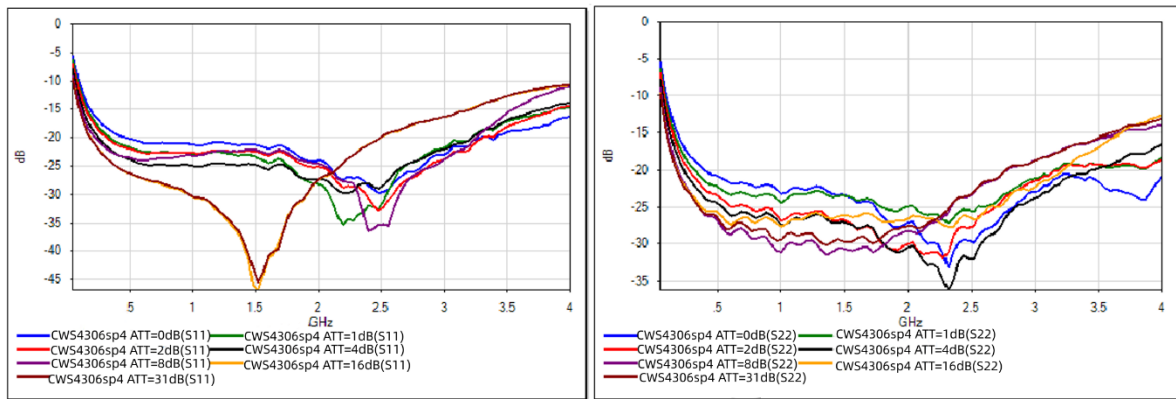 0
-5
-10
-15
-20
-25
-30
-35
-40
-45
dB
.5 1 1.5 2 2.5 3 3.5 4
GHz
CWS4306sp4 ATT=0dB(S11) CWS4306sp4 ATT=1dB(S11)
CWS4306sp4 ATT=2dB(S11) CWS4306sp4 ATT=4dB(S11)
CWS4306sp4 ATT=8dB(S11) CWS4306sp4 ATT=16dB(S11)
CWS4306sp4 ATT=31dB(S11)
0
-5
-10
-15
-20
-25
-30
-35
dB
.5 1 1.5 2 2.5 3 3.5 4
GHz
CWS4306sp4 ATT=0dB(S22) CWS4306sp4 ATT=1dB(S22)
CWS4306sp4 ATT=2dB(S22) CWS4306sp4 ATT=4dB(S22)
CWS4306sp4 ATT=8dB(S22) CWS4306sp4 ATT=16dB(S22)
CWS4306sp4 ATT=31dB(S22)